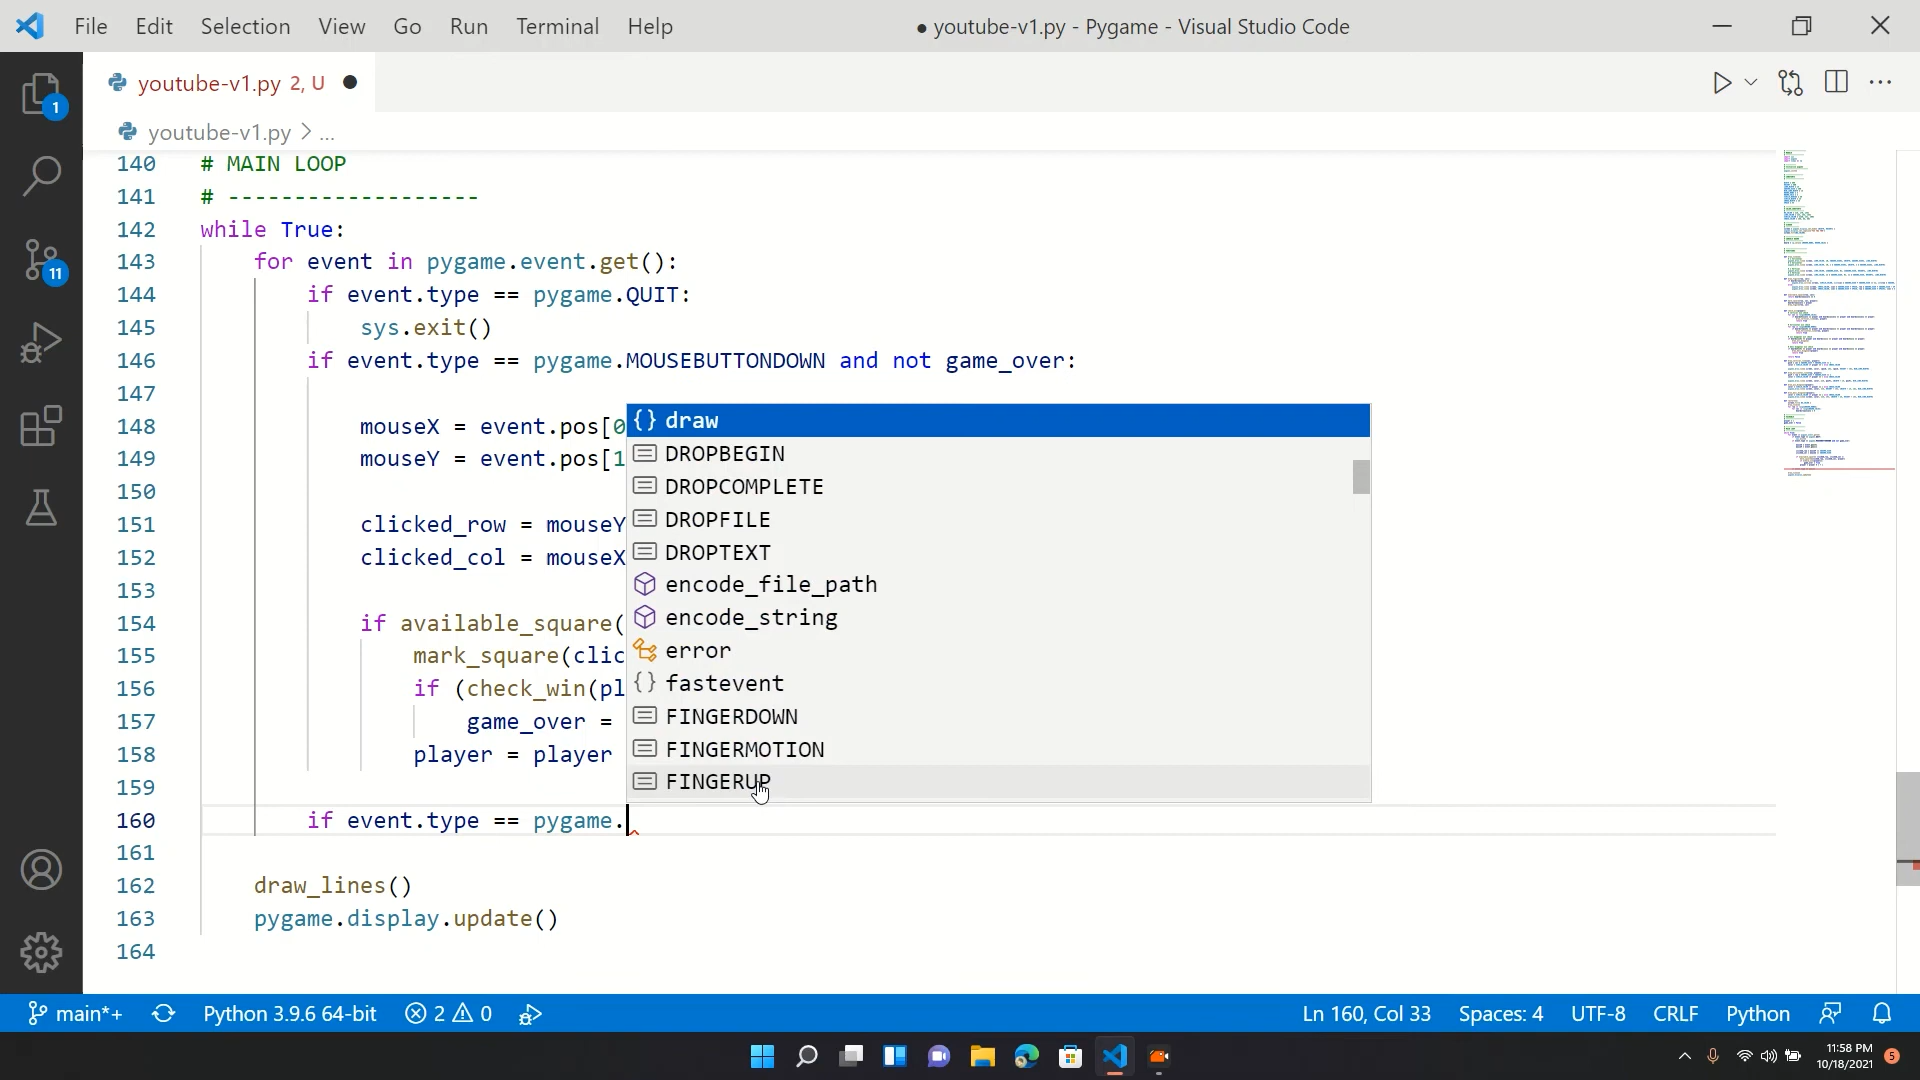 File Edit Selection View Go Run Terminal Help
● youtube-v1.py - Pygame - Visual Studio Code
youtube-v1.py 2, U ●
youtube-v1.py > ...
1
11
140 # MAIN LOOP
141 # -------------------
142 while True:
143 for event in pygame.event.get():
144 if event.type == pygame.QUIT:
145 sys.exit()
146 if event.type == pygame.MOUSEBUTTONDOWN and not game_over:
147
148 mouseX = event.pos[0
149 mouseY = event.pos[1
150
151 clicked_row = mouseY
152 clicked_col = mouseX
153
154 if available_square(
155 mark_square(clic
156 if (check_win(pl
157 game_over =
158 player = player
159
160 if event.type == pygame.
161
162 draw_lines()
163 pygame.display.update()
164
{} draw
DROPBEGIN
DROPCOMPLETE
DROPFILE
DROPTEXT
encode_file_path
encode_string
error
{} fastevent
FINGERDOWN
FINGERMOTION
FINGERUP
main*+ Python 3.9.6 64-bit 2 0 Ln 160, Col 33 Spaces: 4 UTF-8 CRLF Python
11:58 PM
10/18/2021
5